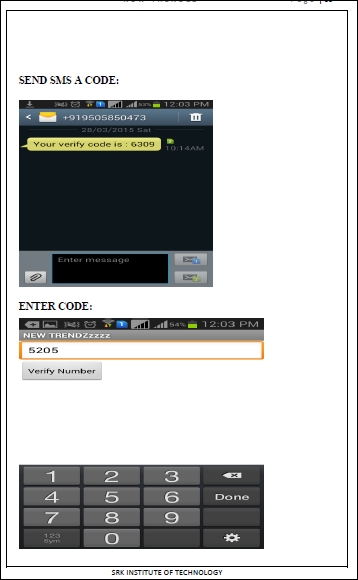 SEND SMS A CODE:
53% 12:03 PM
< +919505850473
28/03/2015 Sat
Your verify code is : 6309
10:14AM
Enter message
ENTER CODE:
54% 12:03 PM
NEW TRENDZzzzz
5205
Verify Number
1 2 3
4 5 6 Done
7 8 9
123
Sym 0
SRK INSTITUTE OF TECHNOLOGY